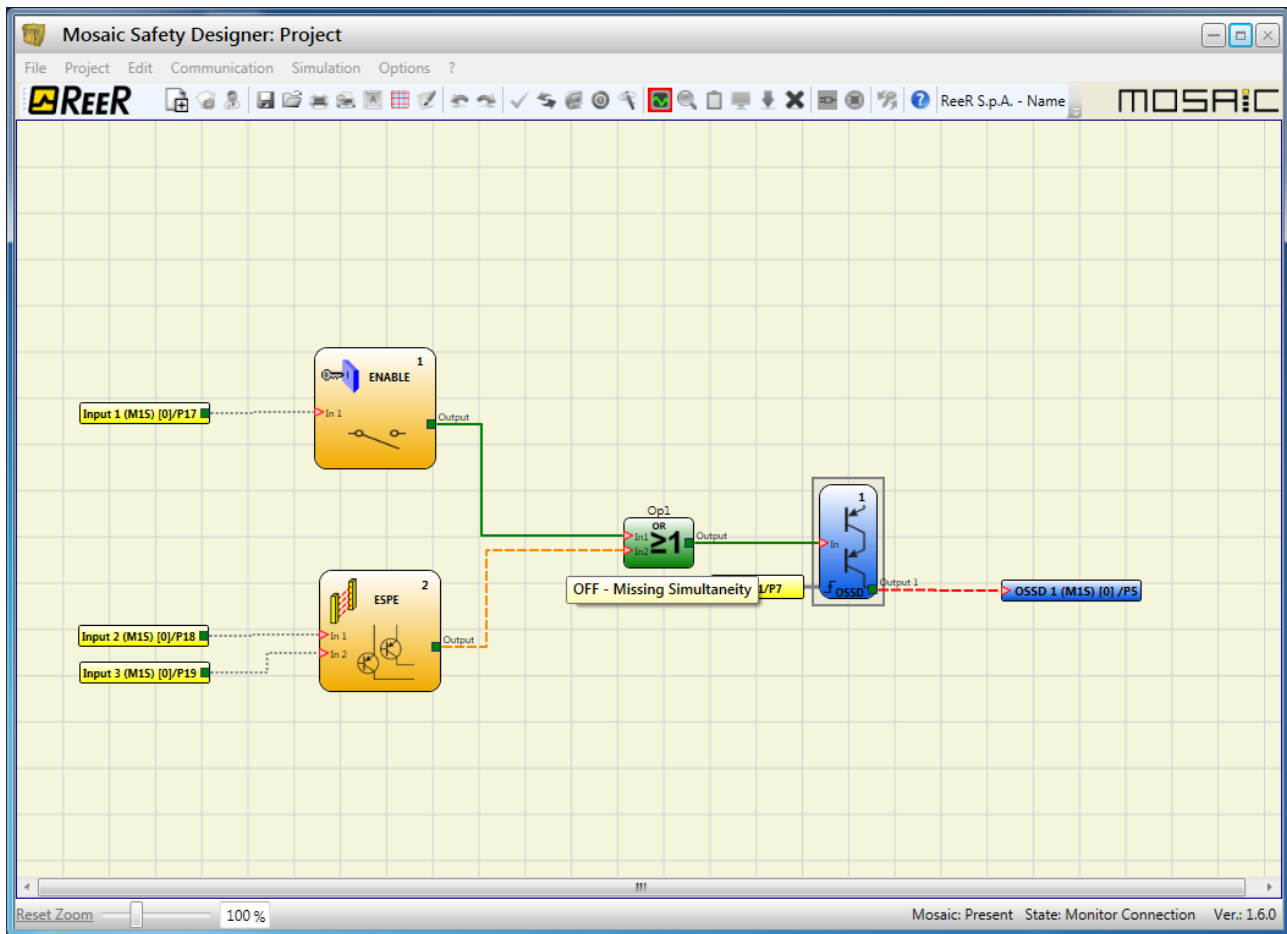 Mosaic Safety Designer: Project
File Project Edit Communication Simulation Options ?
REER ReeR S.p.A. - Name MOSAIC
1
ENABLE
Input 1 (M1S) [0]/P17
In 1
Output
Op1
OR
In1
≥1
In2
Output
1
In
OSSD
Output 1
OFF - Missing Simultaneity
1/P7
OSSD 1 (M1S) [0] /P5
2
ESPE
Input 2 (M1S) [0]/P18
In 1
Output
Input 3 (M1S) [0]/P19
In 2
Reset Zoom 100 % Mosaic: Present State: Monitor Connection Ver.: 1.6.0